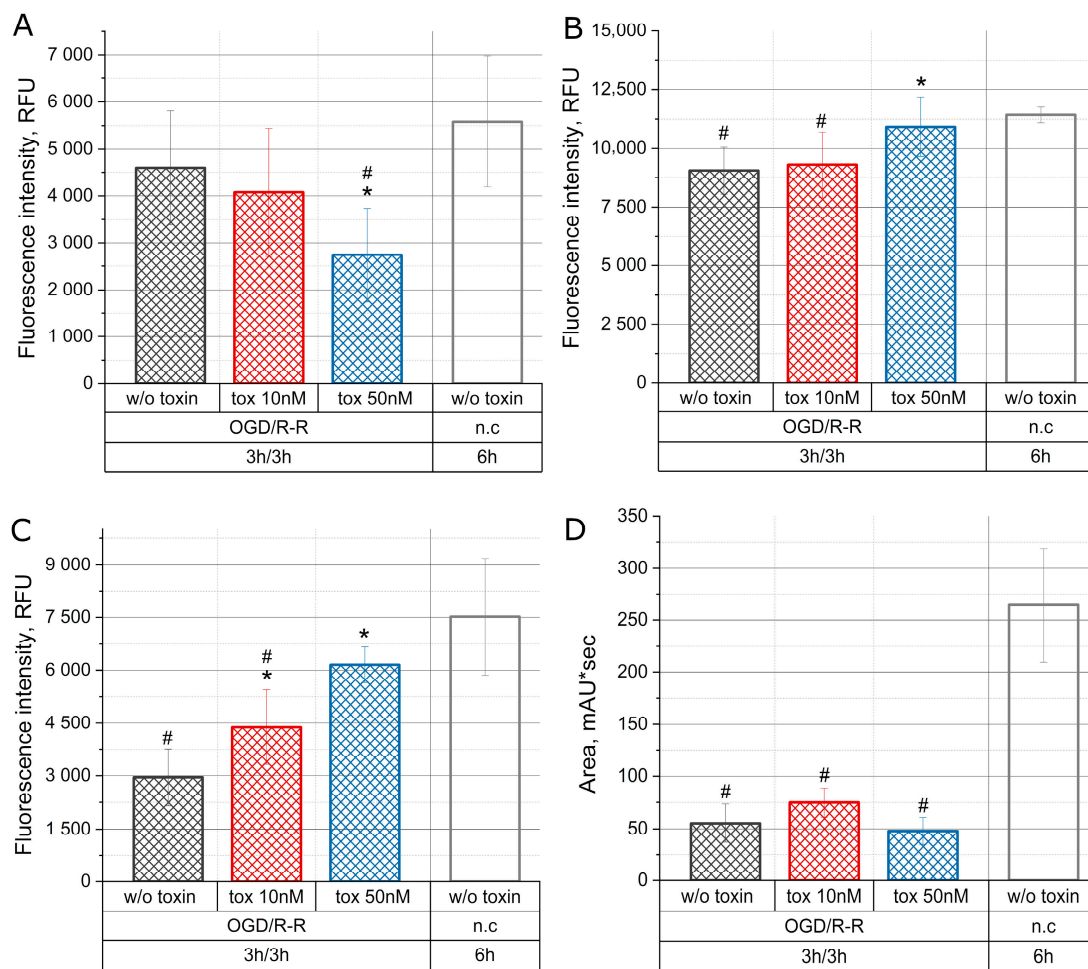 A
Fluorescence intensity, RFU
7 000
6 000
5 000
4 000
3 000
2 000
1 000
0
#
*
w/o toxin tox 10nM tox 50nM w/o toxin
OGD/R-R n.c
3h/3h 6h
B
Fluorescence intensity, RFU
15,000
12,500
10,000
7 500
5 000
2 500
0
# # *
w/o toxin tox 10nM tox 50nM w/o toxin
OGD/R-R n.c
3h/3h 6h
C
Fluorescence intensity, RFU
9 000
7 500
6 000
4 500
3 000
1 500
0
#
#
*
*
w/o toxin tox 10nM tox 50nM w/o toxin
OGD/R-R n.c
3h/3h 6h
D
Area, mAU*sec
350
300
250
200
150
100
50
0
# # #
w/o toxin tox 10nM tox 50nM w/o toxin
OGD/R-R n.c
3h/3h 6h